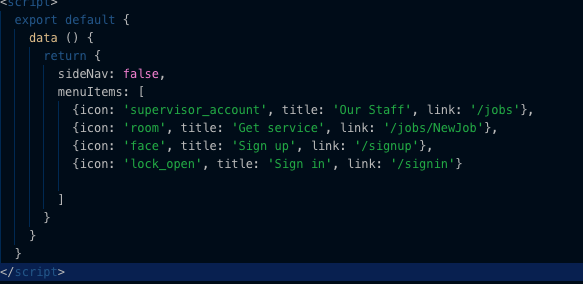 <script>
export default {
data () {
return {
sideNav: false,
menuItems: [
{icon: 'supervisor_account', title: 'Our Staff', link: '/jobs'},
{icon: 'room', title: 'Get service', link: '/jobs/NewJob'},
{icon: 'face', title: 'Sign up', link: '/signup'},
{icon: 'lock_open', title: 'Sign in', link: '/signin'}
]
}
}
}
</script>